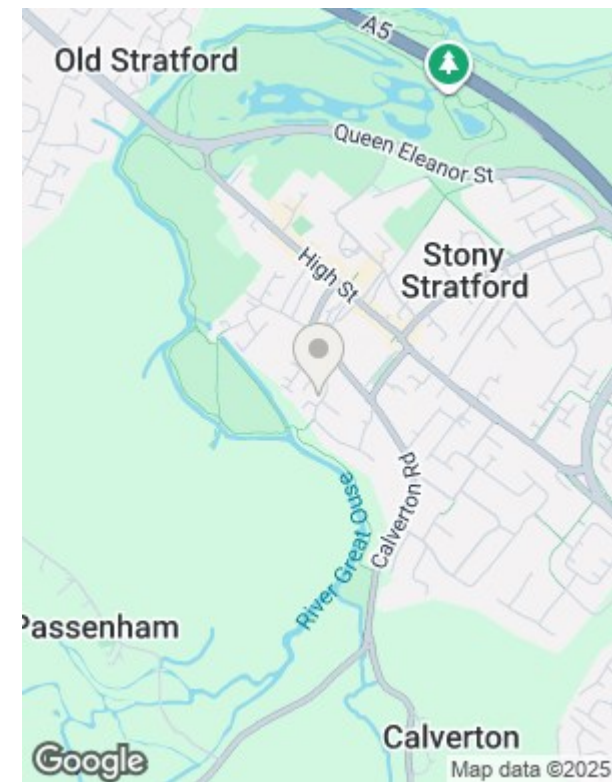 A5
Old Stratford
Queen Eleanor St
High St
Stony
Stratford
Calverton Rd
River Great Ouse
Passenham
Calverton
Google
Map data ©2025